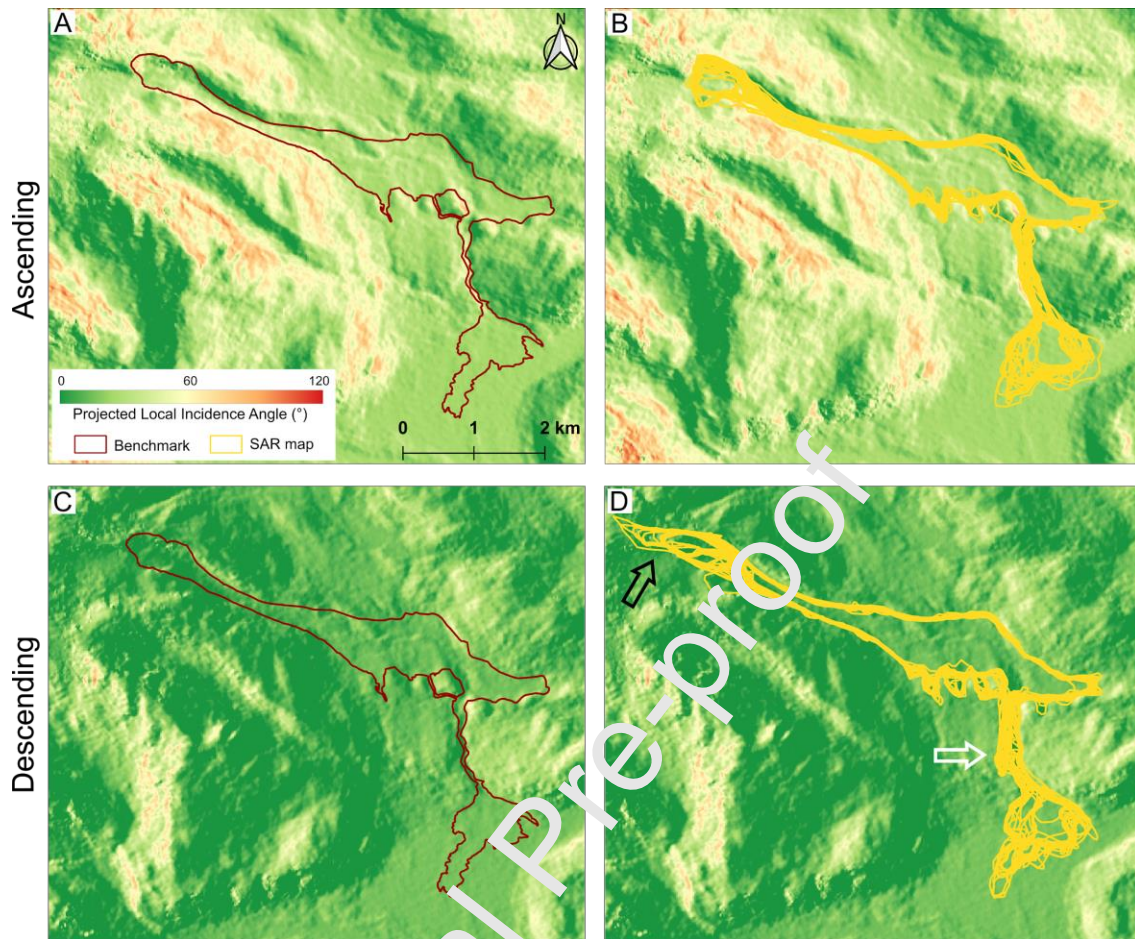 A
N
B
Ascending
0 60 120
Projected Local Incidence Angle (°)
Benchmark SAR map
0 1 2 km
C
D
Descending
l Pre-proof